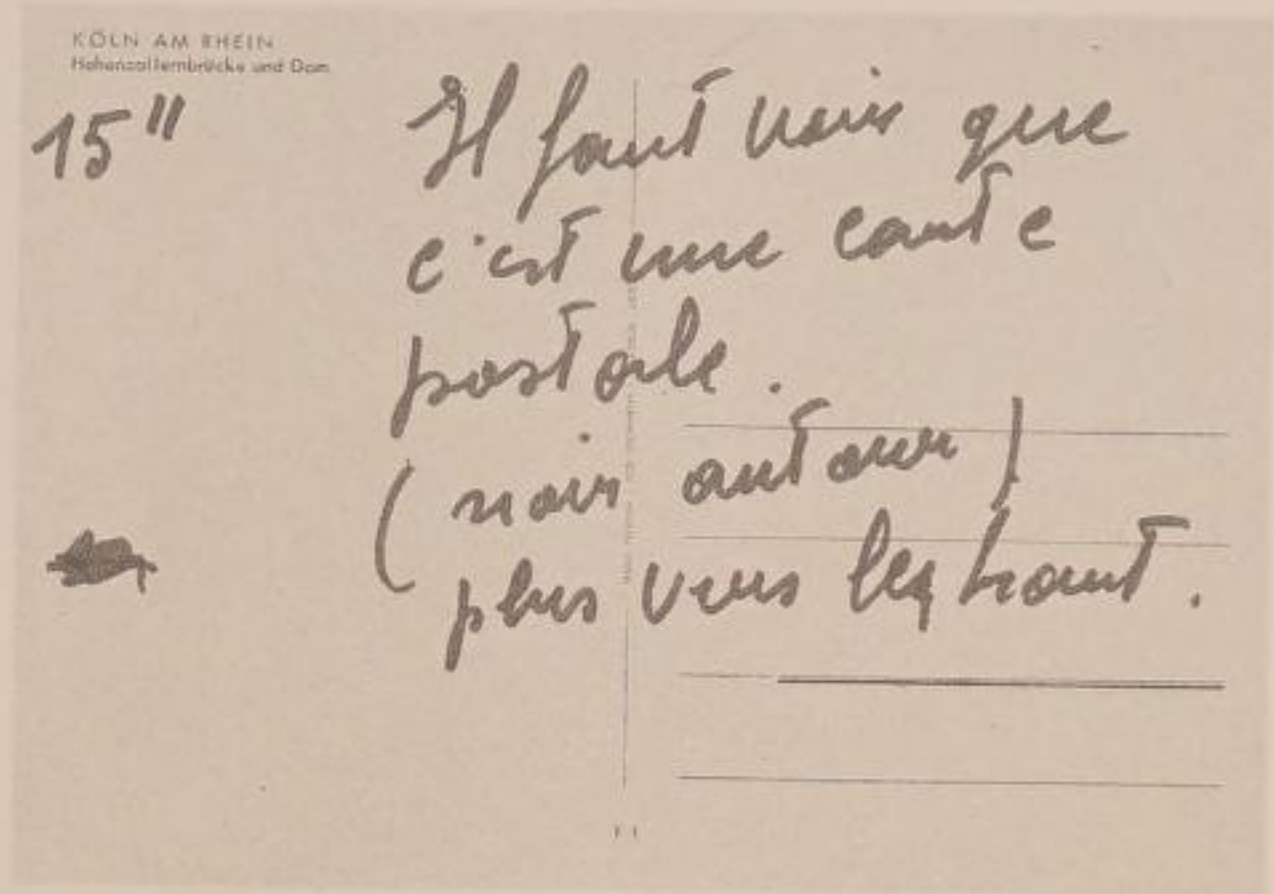 KÖLN AM RHEIN
Hohenzollernbrücke und Dom
15"
Il faut voir que
c'est une carte
postale.
(noir autour)
plus vers le haut.